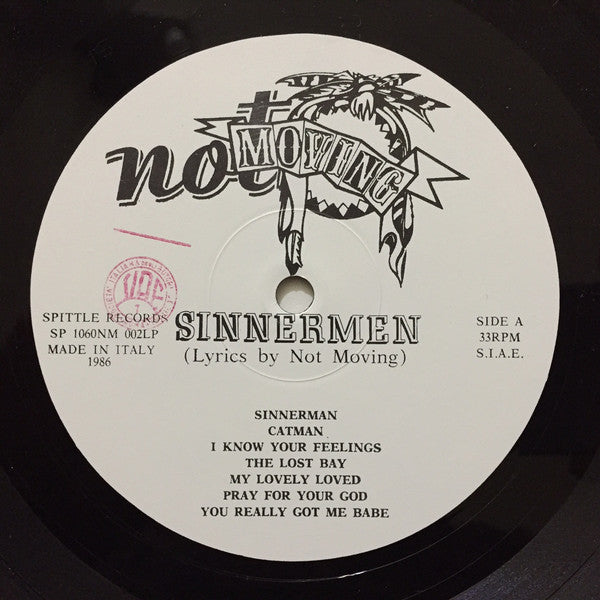 not
MOVING
SPITTLE RECORDS
SP 1060NM 002LP
MADE IN ITALY
1986
SINNERMEN
(Lyrics by Not Moving)
SIDE A
33RPM
S.I.A.E.
SINNERMAN
CATMAN
I KNOW YOUR FEELINGS
THE LOST BAY
MY LOVELY LOVED
PRAY FOR YOUR GOD
YOU REALLY GOT ME BABE